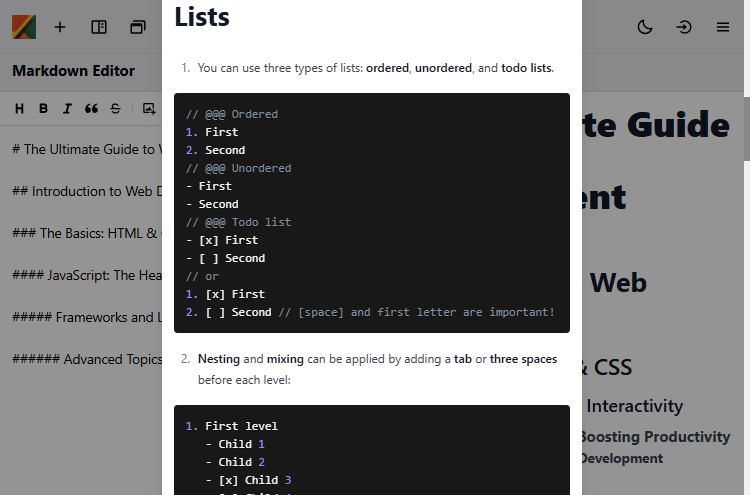 Lists
Markdown Editor
H B I S
# The Ultimate Guide to
## Introduction to Web
### The Basics: HTML &
#### JavaScript: The
##### Frameworks and
###### Advanced Topics
1. You can use three types of lists: ordered, unordered, and todo lists.
// @@@ Ordered
1. First
2. Second
// @@@ Unordered
- First
- Second
// @@@ Todo list
- [x] First
- [ ] Second
// or
1. [x] First
2. [ ] Second // [space] and first letter are important!
2. Nesting and mixing can be applied by adding a tab or three spaces
before each level:
1. First level
- Child 1
- Child 2
- [x] Child 3
Guide
Web
& CSS
Interactivity
Boosting Productivity
Development